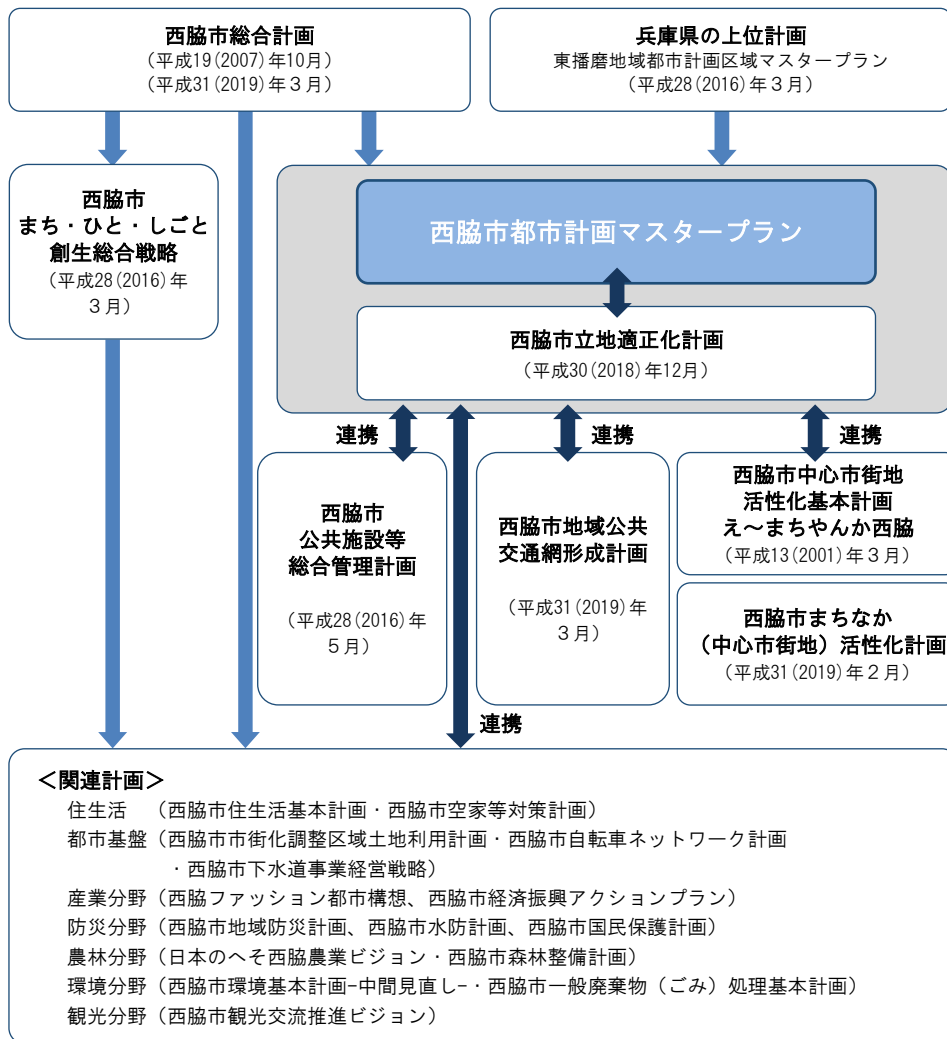 西脇市総合計画
（平成19(2007)年10月）
（平成31(2019)年３月）
兵庫県の上位計画
東播磨地域都市計画区域マスタープラン
（平成28(2016)年３月）
西脇市
まち・ひと・しごと
創生総合戦略
（平成28(2016)年
３月）
西脇市都市計画マスタープラン
西脇市立地適正化計画
（平成30(2018)年12月）
連携
連携
連携
西脇市
公共施設等
総合管理計画
（平成28(2016)年
５月）
西脇市地域公共
交通網形成計画
（平成31(2019)年
３月）
西脇市中心市街地
活性化基本計画
え～まちやんか西脇
（平成13(2001)年３月）
西脇市まちなか
（中心市街地）活性化計画
（平成31(2019)年２月）
連携
＜関連計画＞
住生活　（西脇市住生活基本計画・西脇市空家等対策計画）
都市基盤（西脇市市街化調整区域土地利用計画・西脇市自転車ネットワーク計画
・西脇市下水道事業経営戦略）
産業分野（西脇ファッション都市構想、西脇市経済振興アクションプラン）
防災分野（西脇市地域防災計画、西脇市水防計画、西脇市国民保護計画）
農林分野（日本のへそ西脇農業ビジョン・西脇市森林整備計画）
環境分野（西脇市環境基本計画-中間見直し-・西脇市一般廃棄物（ごみ）処理基本計画）
観光分野（西脇市観光交流推進ビジョン）